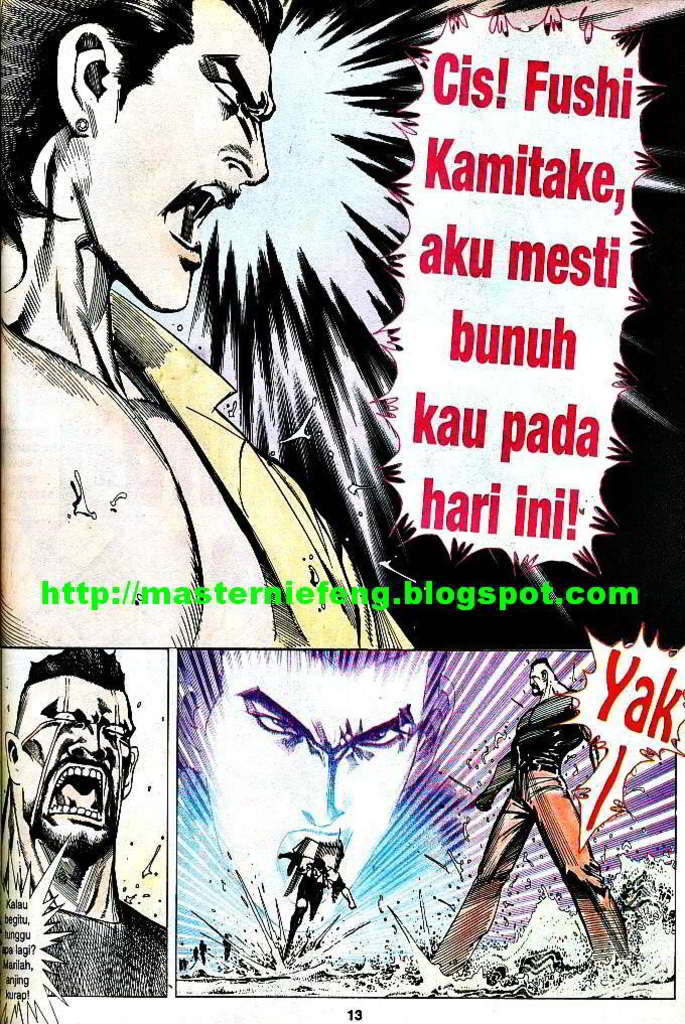 Cis! Fushi
Kamitake,
aku mesti
bunuh
kau pada
hari ini!
http://masterniefeng.blogspot.com
Yak
!
Kalau
begitu,
tunggu
apa lagi?
Marilah,
anjing
kurap!
13